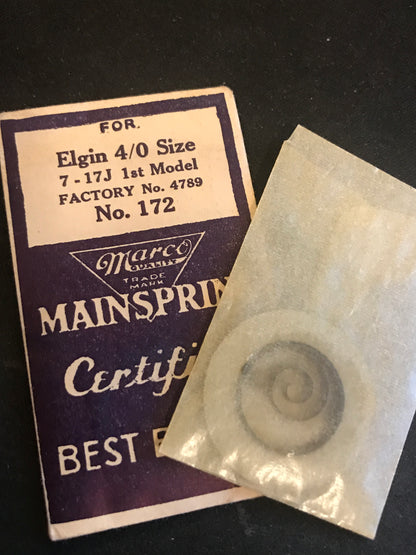 FOR.
Elgin 4/0 Size
7-17J 1st Model
FACTORY No. 4789
No. 172
Marco
QUALITY
TRADE
MARK
MAINSPRIN
Certifi
BEST